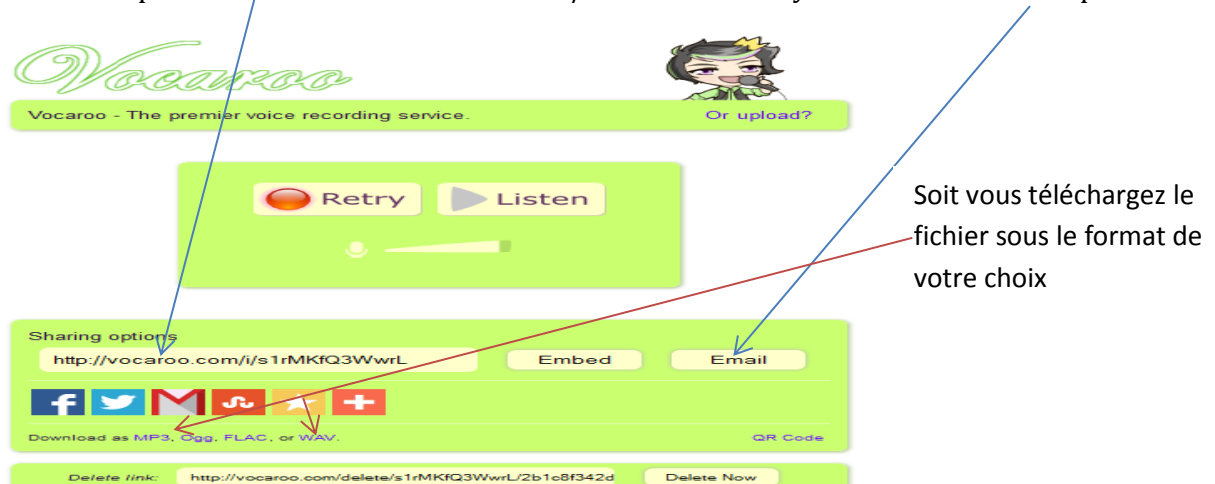 Vocaroo
Vocaroo - The premier voice recording service.
Or upload?
Retry
Listen
Soit vous téléchargez le
fichier sous le format de
votre choix
Sharing options
http://vocaroo.com/i/s1rMKfQ3WwrL
Embed
Email
Download as MP3, Ogg, FLAC, or WAV.
QR Code
Delete link:
http://vocaroo.com/delete/s1rMKfQ3WwrL/2b1c8f342d
Delete Now